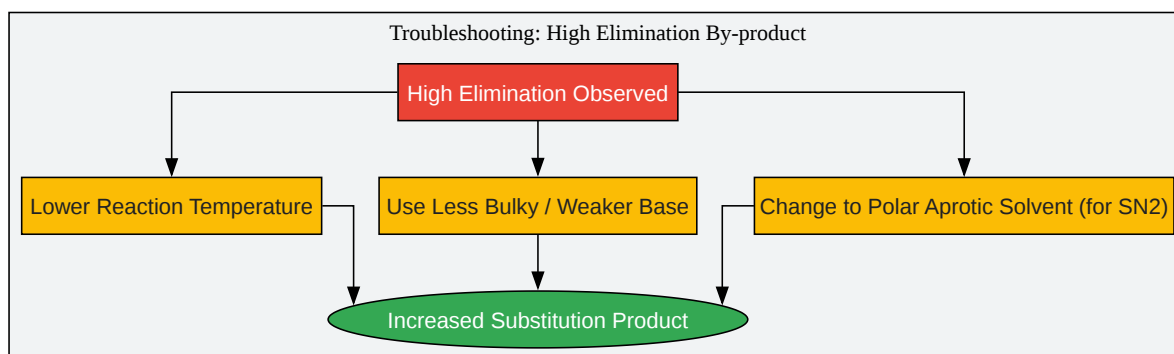 Troubleshooting: High Elimination By-product
High Elimination Observed
Lower Reaction Temperature
Use Less Bulky / Weaker Base
Change to Polar Aprotic Solvent (for SN2)
Increased Substitution Product